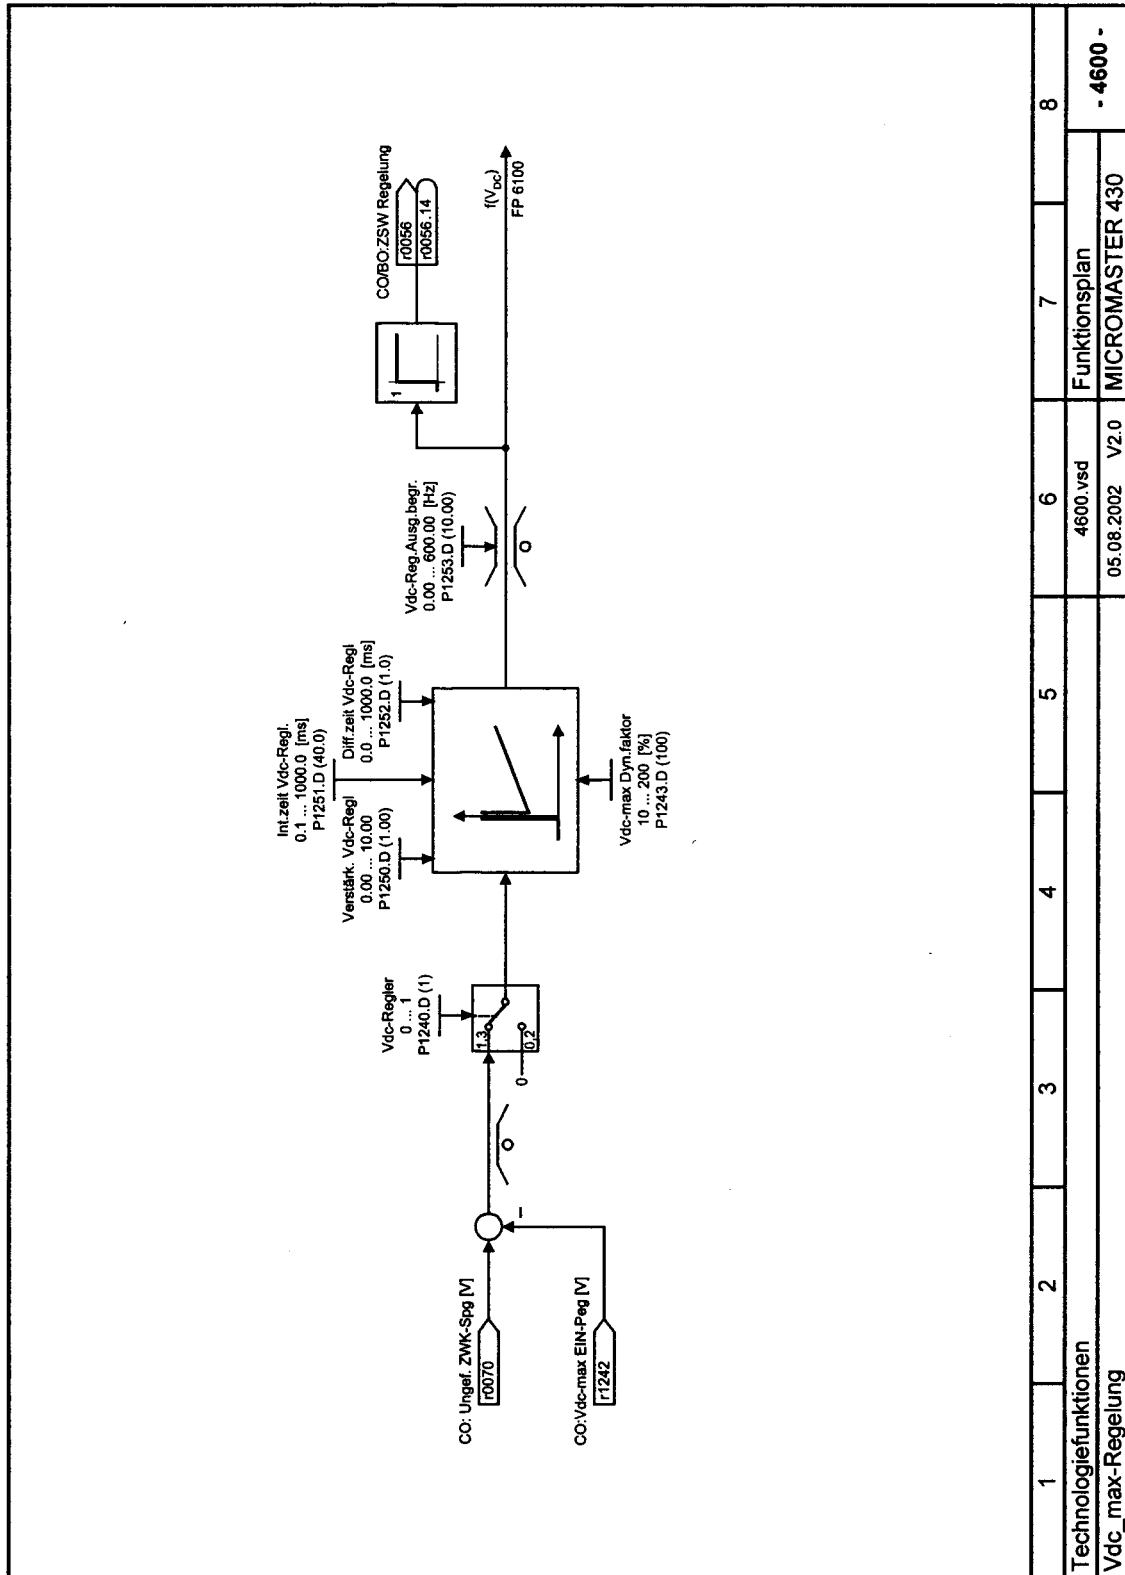 CO: Ungef. ZWK-Spg [V]
r0070
CO:Vdc-max EIN-Peg [V]
r1242
–
Vdc-Regler
0 ... 1
P1240.D (1)
1,3
0,2
0
Int.zeit Vdc-Regl.
0.1 ... 1000.0 [ms]
P1251.D (40.0)
Verstärk. Vdc-Regl
0.00 ... 10.00
P1250.D (1.00)
Diff.zeit Vdc-Regl
0.0 ... 1000.0 [ms]
P1252.D (1.0)
Vdc-max Dyn.faktor
10 ... 200 [%]
P1243.D (100)
Vdc-Reg.Ausg.begr.
0.00 ... 600.00 [Hz]
P1253.D (10.00)
1
CO/BO:ZSW Regelung
r0056
r0056.14
f(VDC)
FP 6100
1 2 3 4 5 6 7 8
Technologiefunktionen 4600.vsd Funktionsplan
Vdc_max-Regelung 05.08.2002 V2.0 MICROMASTER 430
- 4600 -